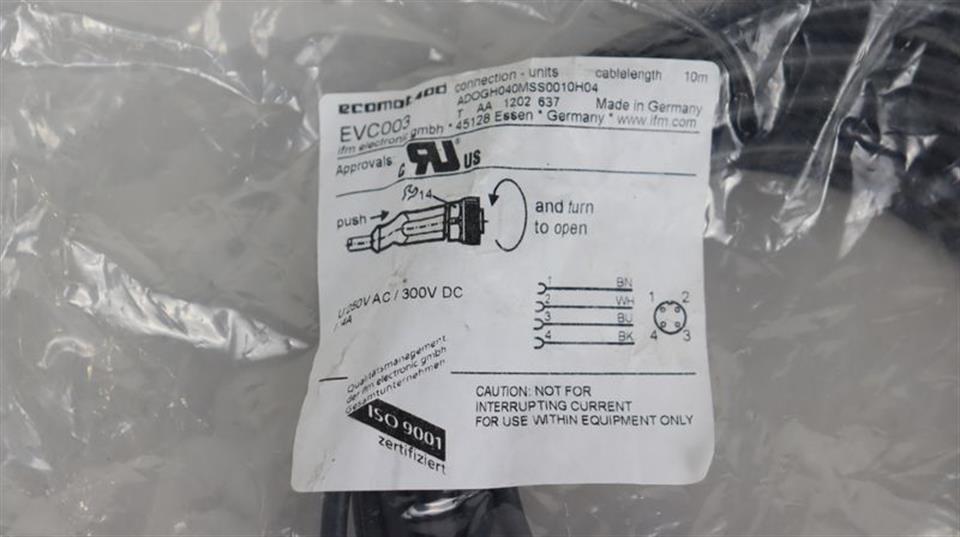 ecomot400 connection - units cablelength 10m
ADOGH040MSS0010H04
EVC003 T AA 1202 637 Made in Germany
ifm electronic gmbh * 45128 Essen * Germany * www.ifm.com
Approvals: c RU US
14
push
and turn
to open
U 250V AC / 300V DC
I 4A
1 BN
2 WH
3 BU
4 BK
1 2
4 3
Qualitätsmanagement
der ifm electronic gmbh
Gesamtunternehmen
ISO 9001
zertifiziert
CAUTION: NOT FOR
INTERRUPTING CURRENT
FOR USE WITHIN EQUIPMENT ONLY